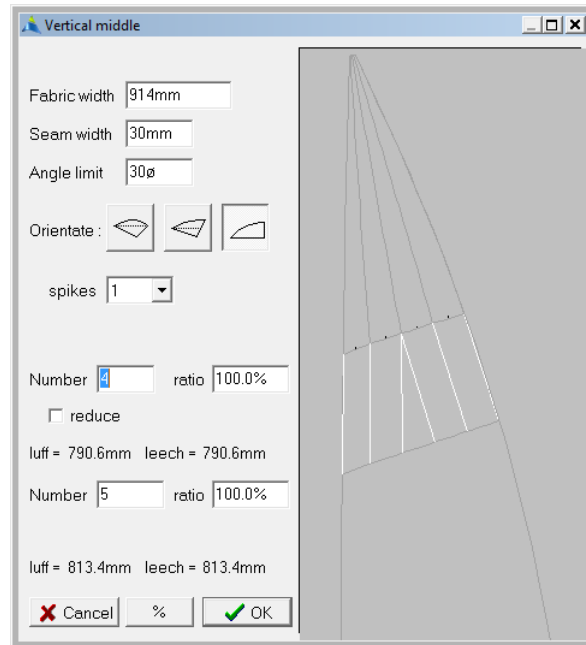 Vertical middle
Fabric width 914mm
Seam width 30mm
Angle limit 30ø
Orientate :
spikes 1
Number 4 ratio 100.0%
reduce
luff = 790.6mm leech = 790.6mm
Number 5 ratio 100.0%
luff = 813.4mm leech = 813.4mm
Cancel % OK